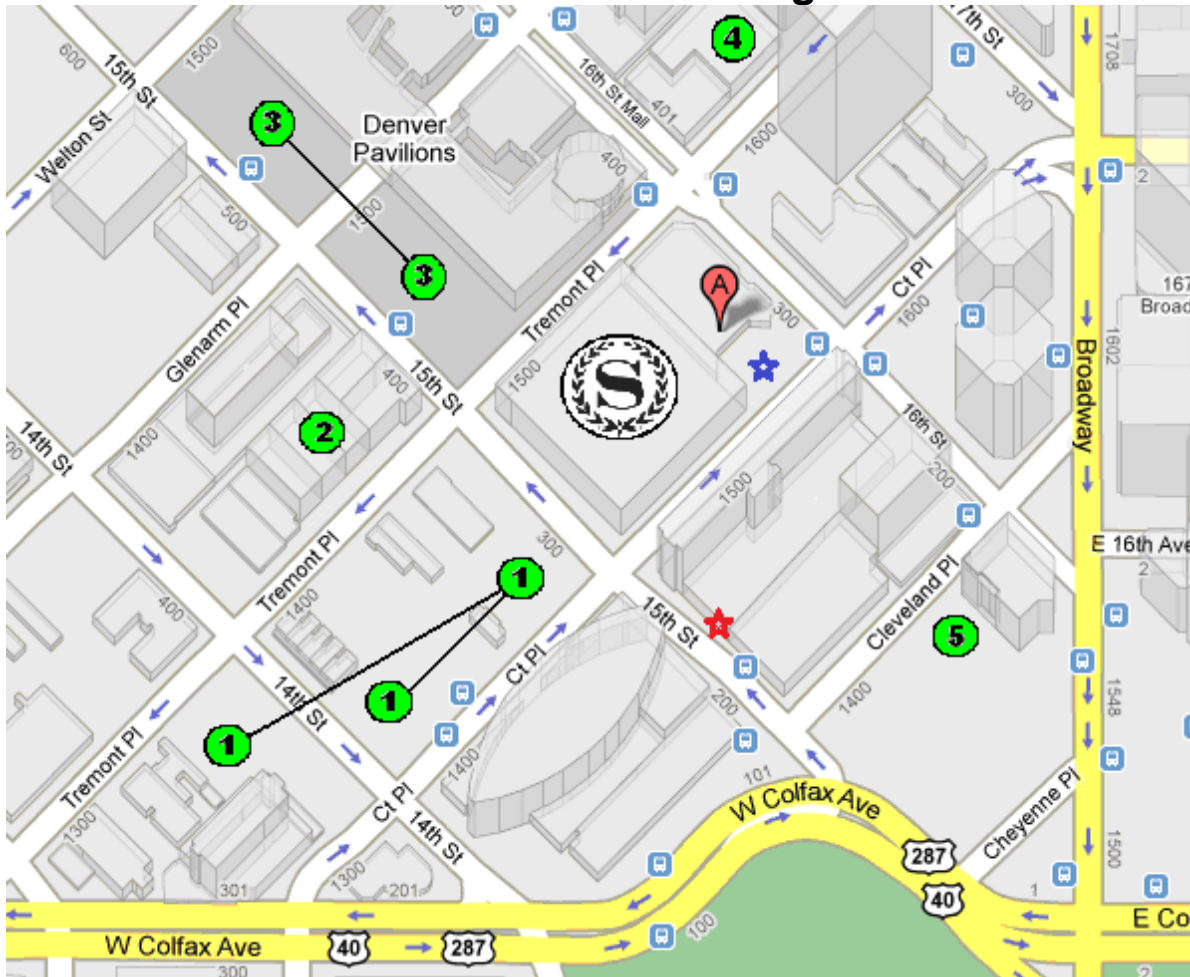 15th St
600
1500
Welton St
500
3
3
Denver
Pavilions
1500
400
16th St Mall
401
4
1600
17th St
300
1708
2
A
300
Tremont Pl
1500
S
Ct Pl
1600
Broadway
1602
167
Broad
Glenarm Pl
400
15th St
14th St
1400
2
16th St
200
1500
E 16th Ave
2
Tremont Pl
1400
300
1
1
1
400
14th St
Ct Pl
15th St
200
Cleveland Pl
5
1400
1548
Tremont Pl
1300
Ct Pl
1400
14th St
1300
301
201
101
W Colfax Ave
287
40
Cheyenne Pl
1500
1
100
W Colfax Ave
40
287
E Co
300
2